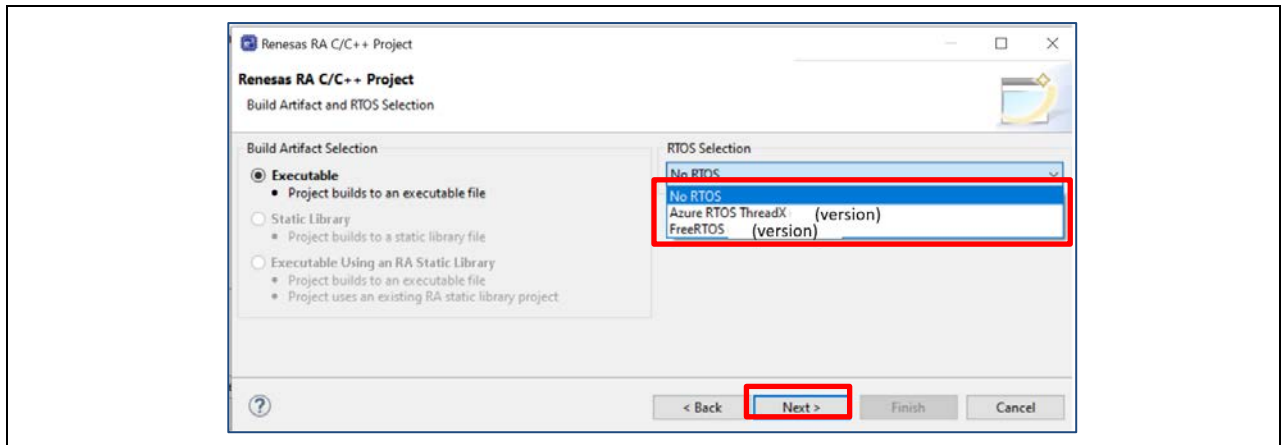 Renesas RA C/C++ Project
Renesas RA C/C++ Project
Build Artifact and RTOS Selection
Build Artifact Selection
Executable
Project builds to an executable file
Static Library
Project builds to a static library file
Executable Using an RA Static Library
Project builds to an executable file
Project uses an existing RA static library project
RTOS Selection
No RTOS
No RTOS
Azure RTOS ThreadX (version)
FreeRTOS (version)
?
< Back Next > Finish Cancel